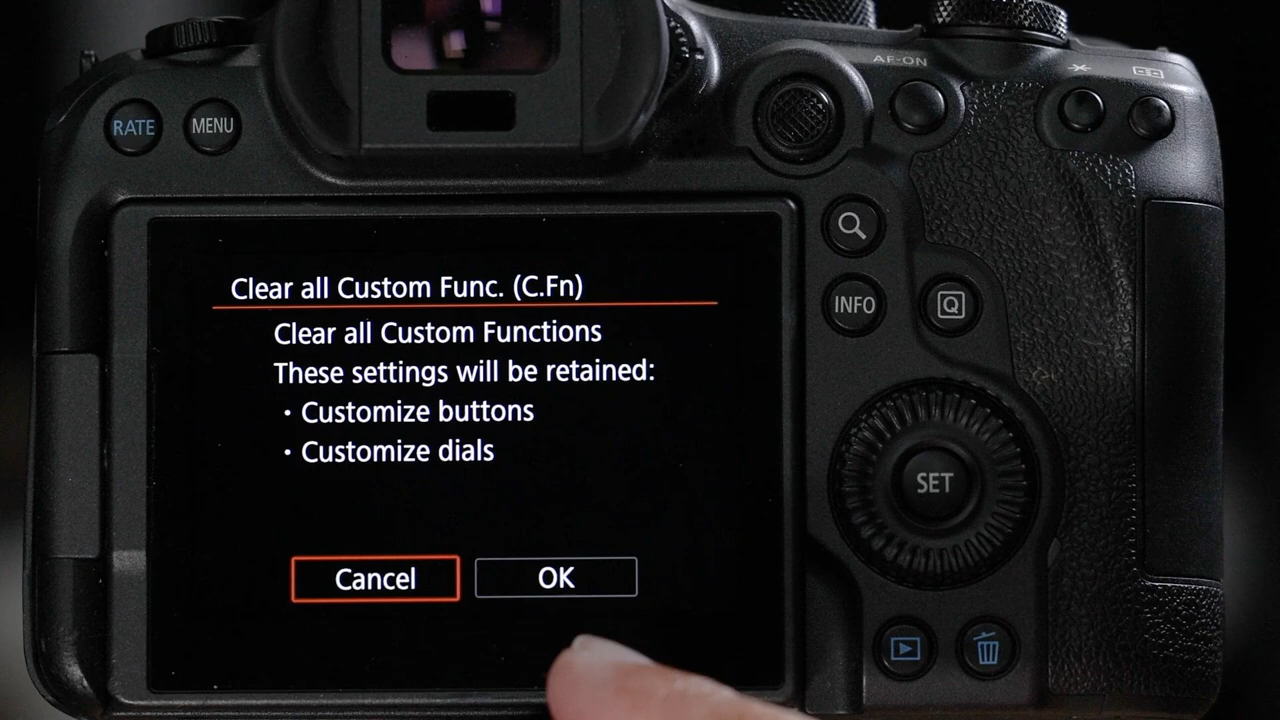 AF-ON
RATE
MENU
Clear all Custom Func. (C.Fn)
Clear all Custom Functions
These settings will be retained:
・Customize buttons
・Customize dials
Cancel
OK
INFO
Q
SET